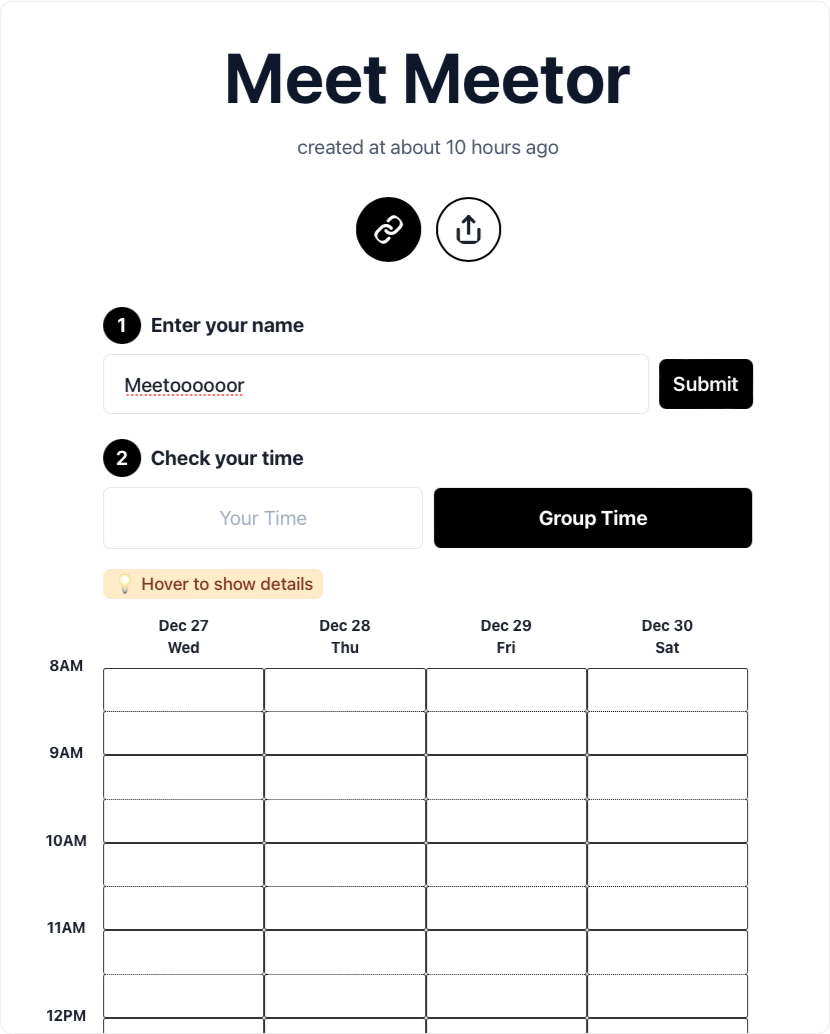 Meet Meetor
created at about 10 hours ago
1 Enter your name
Meetoooooor
Submit
2 Check your time
Your Time
Group Time
💡 Hover to show details
Dec 27 Dec 28 Dec 29 Dec 30
Wed Thu Fri Sat
8AM
9AM
10AM
11AM
12PM